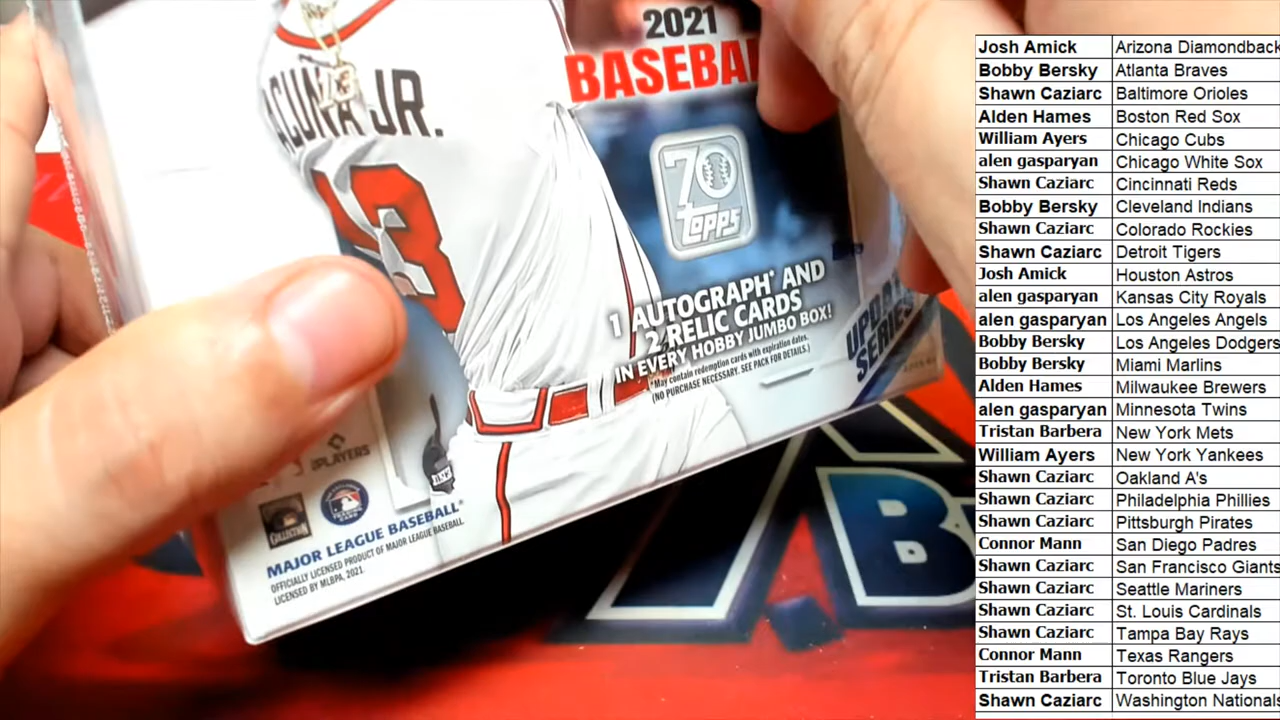 2021
BASEBA
ACUNA JR.
13
70
Topps
1 AUTOGRAPH* AND
2 RELIC CARDS
IN EVERY HOBBY JUMBO BOX!
*May contain redemption cards with expiration dates.
(NO PURCHASE NECESSARY. SEE PACK FOR DETAILS.)
UPDATE
SERIES
PLAYERS
MAJOR LEAGUE BASEBALL®
OFFICIALLY LICENSED PRODUCT OF MAJOR LEAGUE BASEBALL.
LICENSED BY MLBPA, 2021.
B
Josh Amick Arizona Diamondback
Bobby Bersky Atlanta Braves
Shawn Caziarc Baltimore Orioles
Alden Hames Boston Red Sox
William Ayers Chicago Cubs
alen gasparyan Chicago White Sox
Shawn Caziarc Cincinnati Reds
Bobby Bersky Cleveland Indians
Shawn Caziarc Colorado Rockies
Shawn Caziarc Detroit Tigers
Josh Amick Houston Astros
alen gasparyan Kansas City Royals
alen gasparyan Los Angeles Angels
Bobby Bersky Los Angeles Dodgers
Bobby Bersky Miami Marlins
Alden Hames Milwaukee Brewers
alen gasparyan Minnesota Twins
Tristan Barbera New York Mets
William Ayers New York Yankees
Shawn Caziarc Oakland A's
Shawn Caziarc Philadelphia Phillies
Shawn Caziarc Pittsburgh Pirates
Connor Mann San Diego Padres
Shawn Caziarc San Francisco Giants
Shawn Caziarc Seattle Mariners
Shawn Caziarc St. Louis Cardinals
Shawn Caziarc Tampa Bay Rays
Connor Mann Texas Rangers
Tristan Barbera Toronto Blue Jays
Shawn Caziarc Washington Nationals